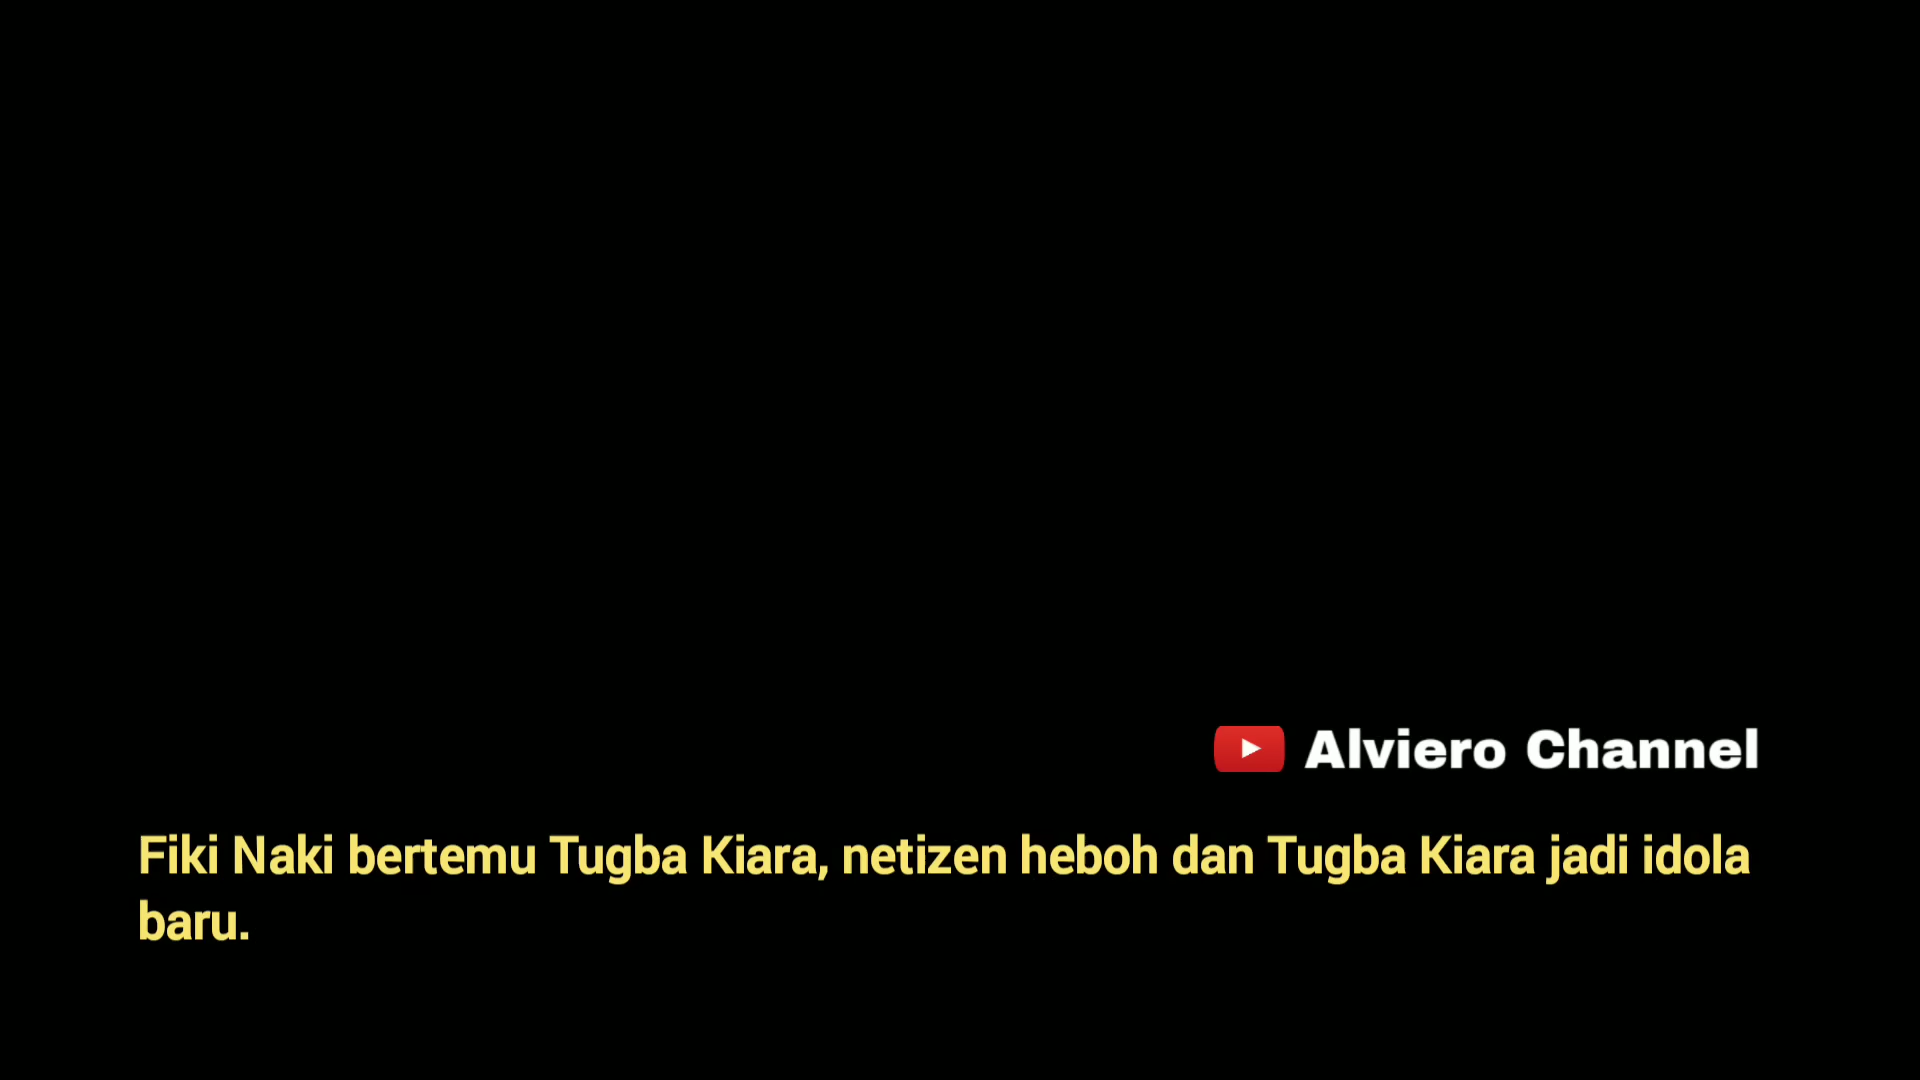 Alviero Channel
Fiki Naki bertemu Tugba Kiara, netizen heboh dan Tugba Kiara jadi idola
baru.